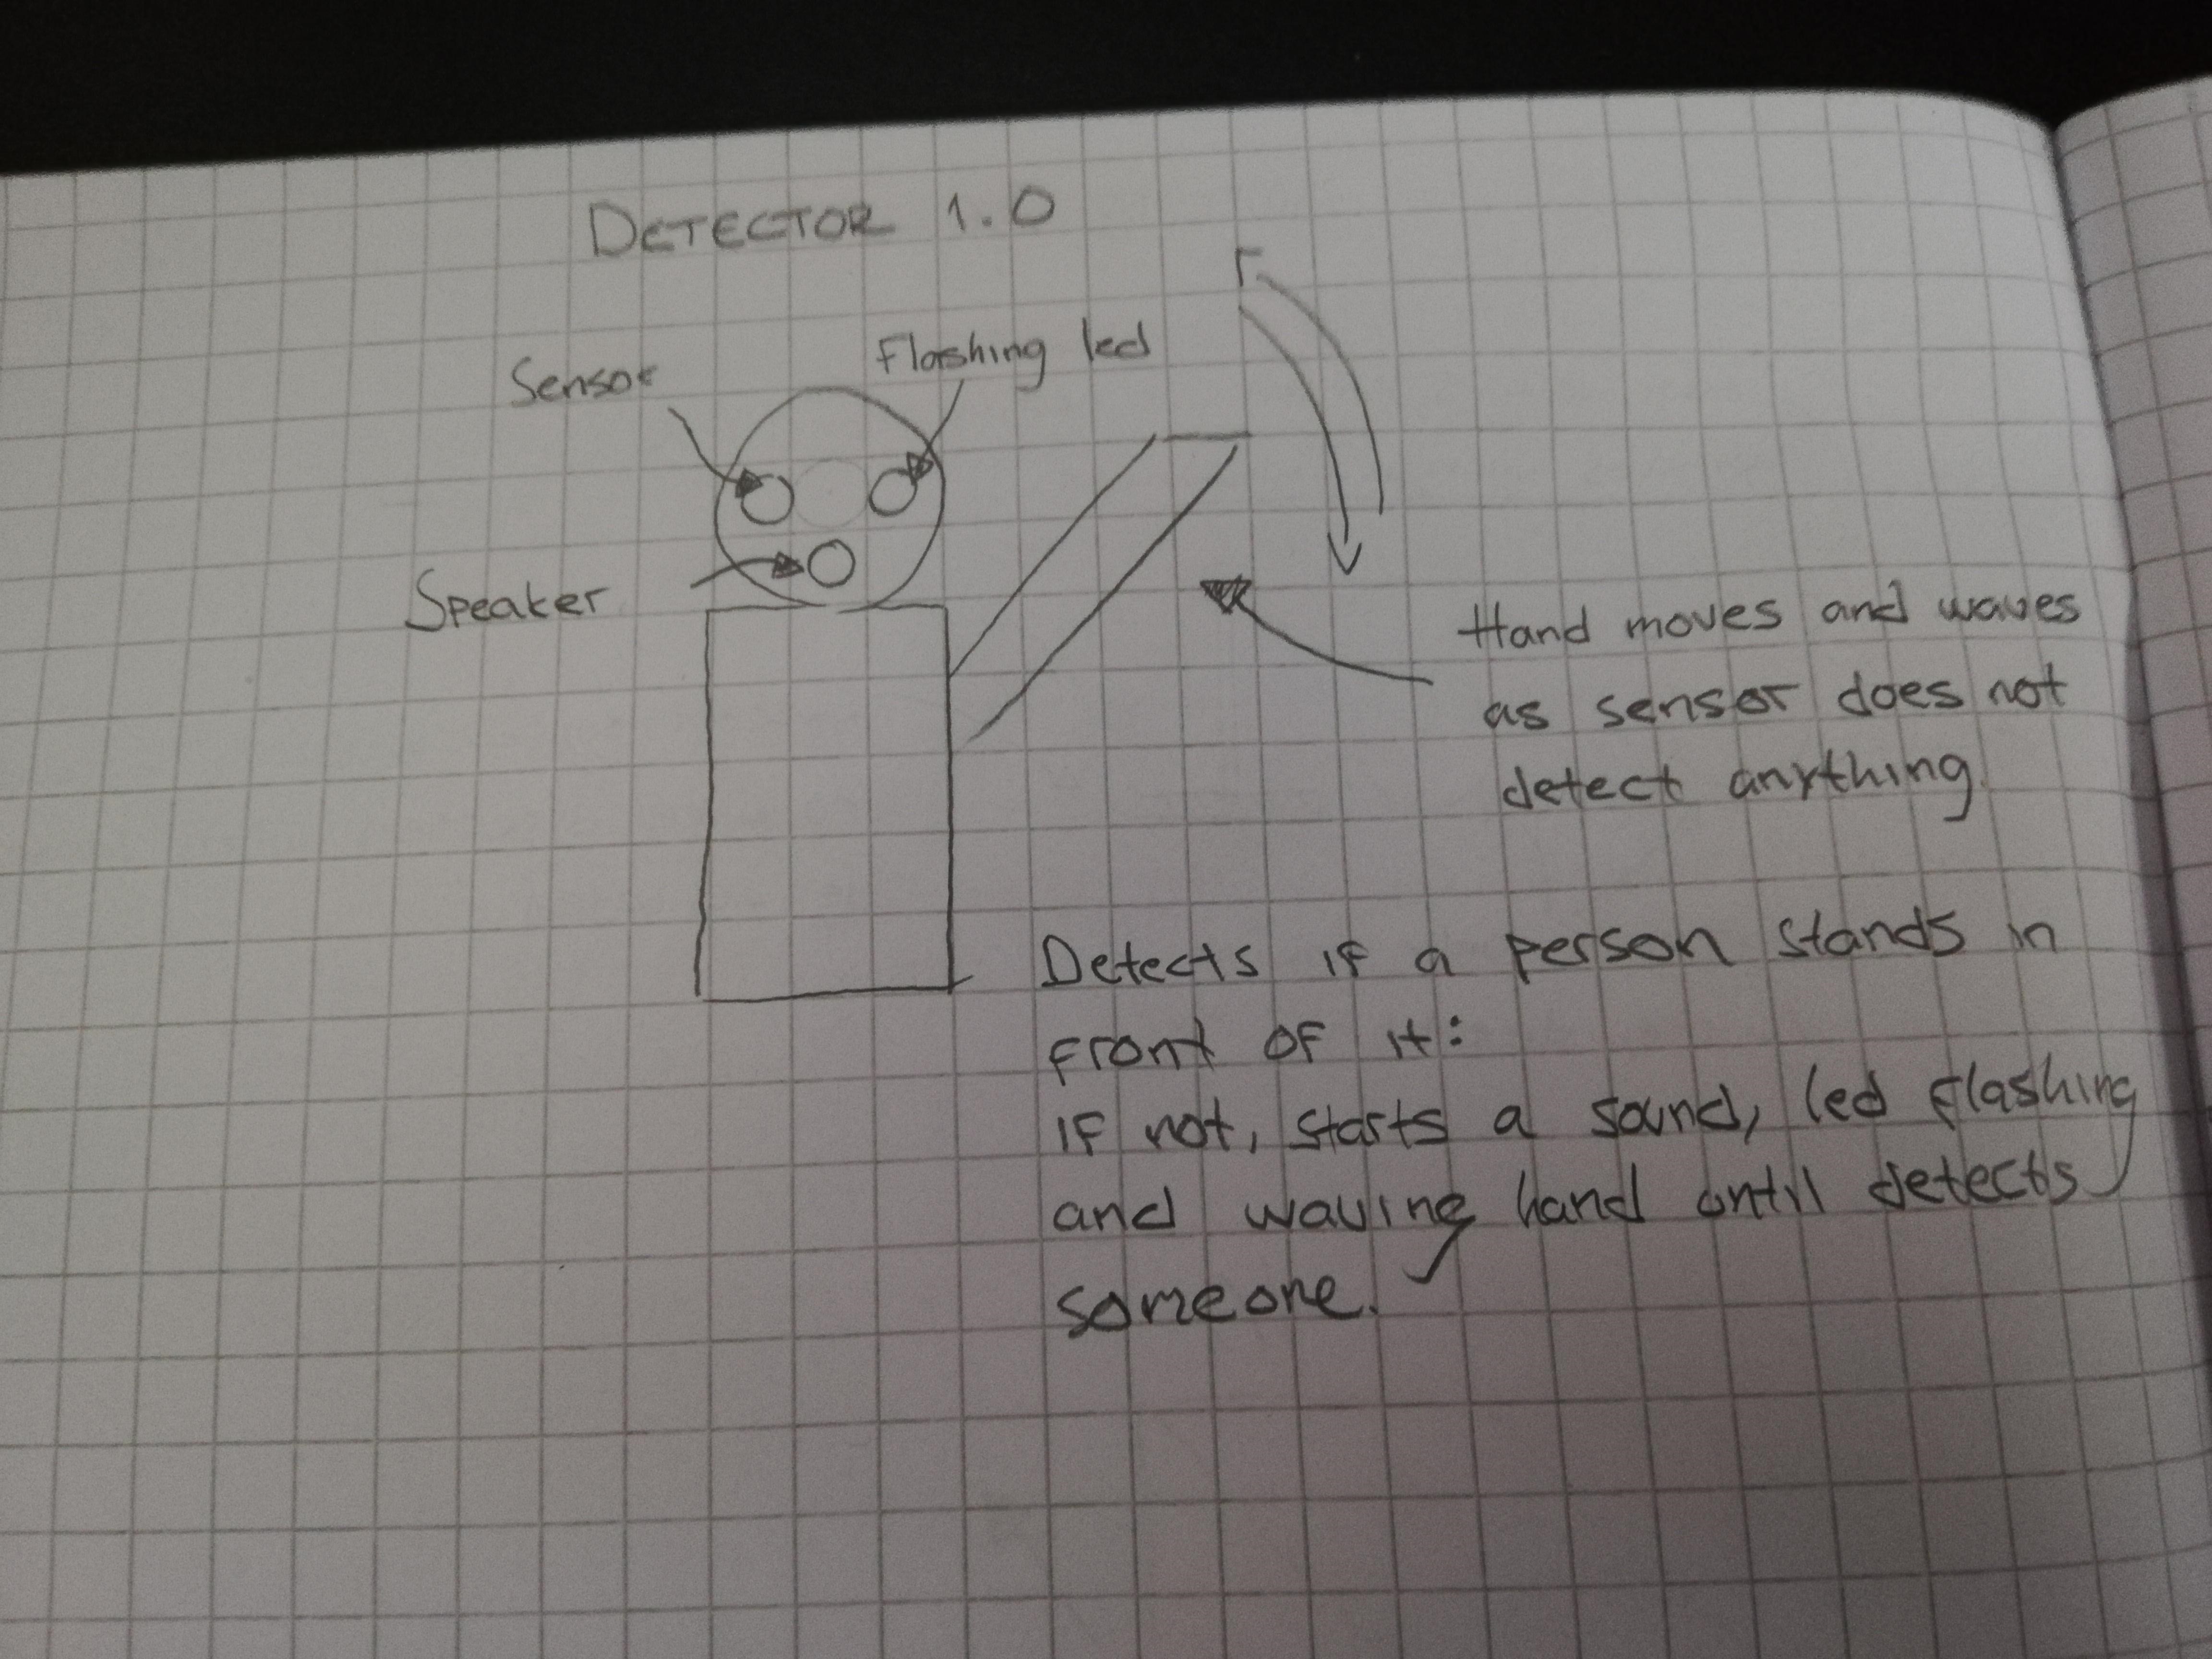 DETECTOR 1.0
Sensor
Flashing led
Speaker
Hand moves and waves
as sensor does not
detect anything.
Detects if a person stands in
front of it:
if not, starts a sound, led flashing
and waving hand until detects
someone.